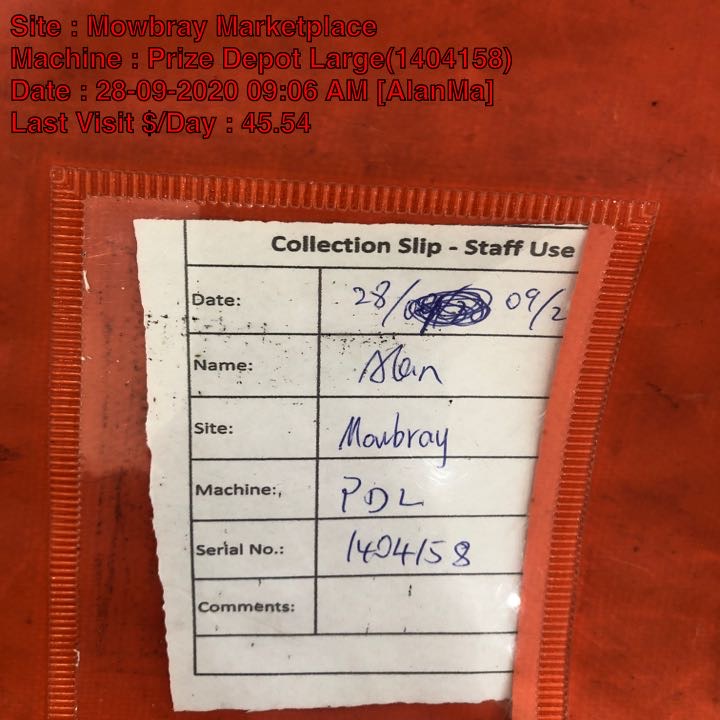 Site : Mowbray Marketplace
Machine : Prize Depot Large(1404158)
Date : 28-09-2020 09:06 AM [AlanMa]
Last Visit $/Day : 45.54
Collection Slip - Staff Use
Date: 28/ 09/2
Name: Alan
Site: Mowbray
Machine: PDL
Serial No.: 1404158
Comments: